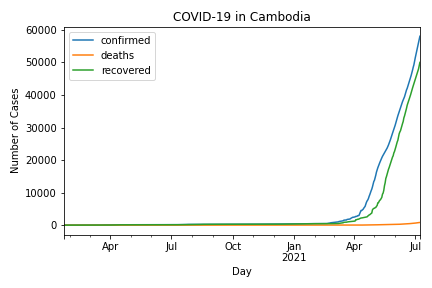 COVID-19 in Cambodia
confirmed
deaths
recovered
Number of Cases
60000
50000
40000
30000
20000
10000
0
Apr
Jul
Oct
Jan
2021
Apr
Jul
Day